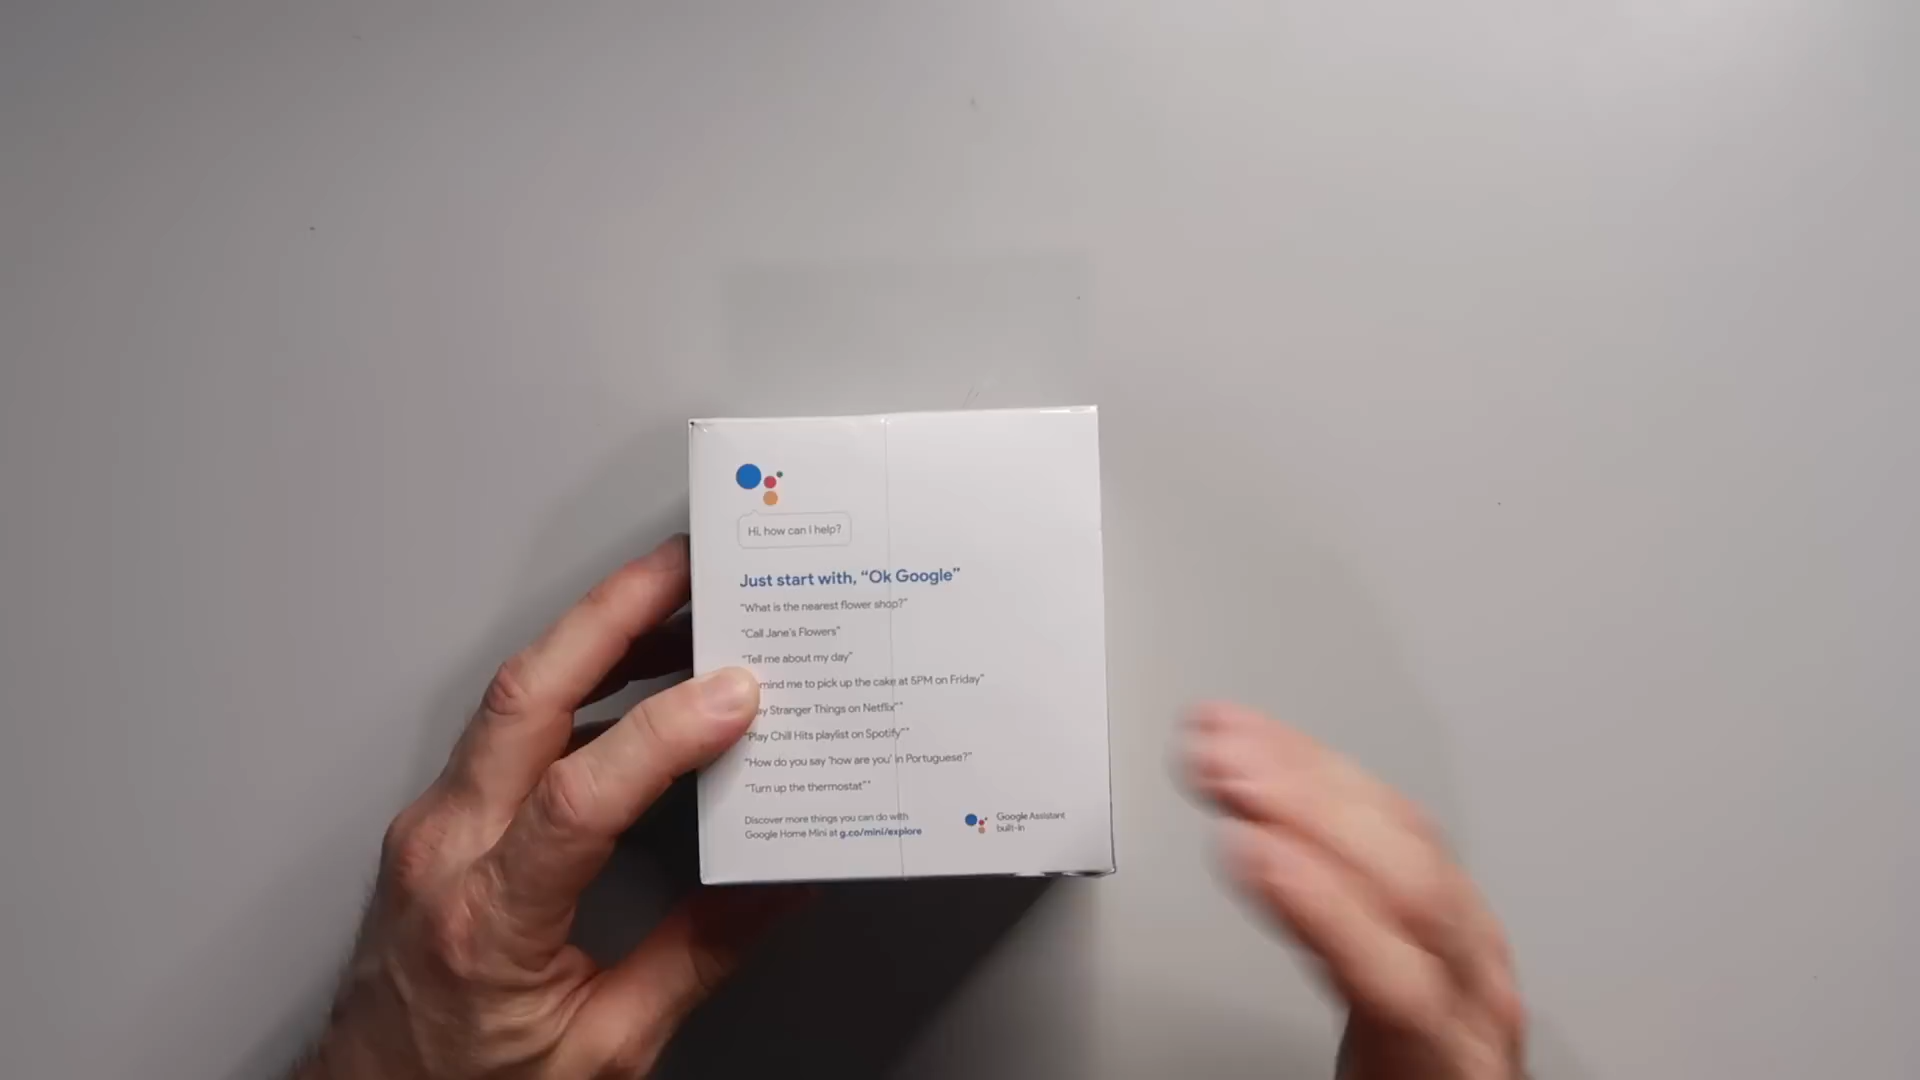 Hi, how can I help?
Just start with, “Ok Google”
“What is the nearest flower shop?”
“Call Jane's Flowers”
“Tell me about my day”
mind me to pick up the cake at 5PM on Friday”
ay Stranger Things on Netflix”*
“Play Chill Hits playlist on Spotify”*
“How do you say ‘how are you’ in Portuguese?”
“Turn up the thermostat”*
Discover more things you can do with
Google Home Mini at g.co/mini/explore
Google Assistant
built-in